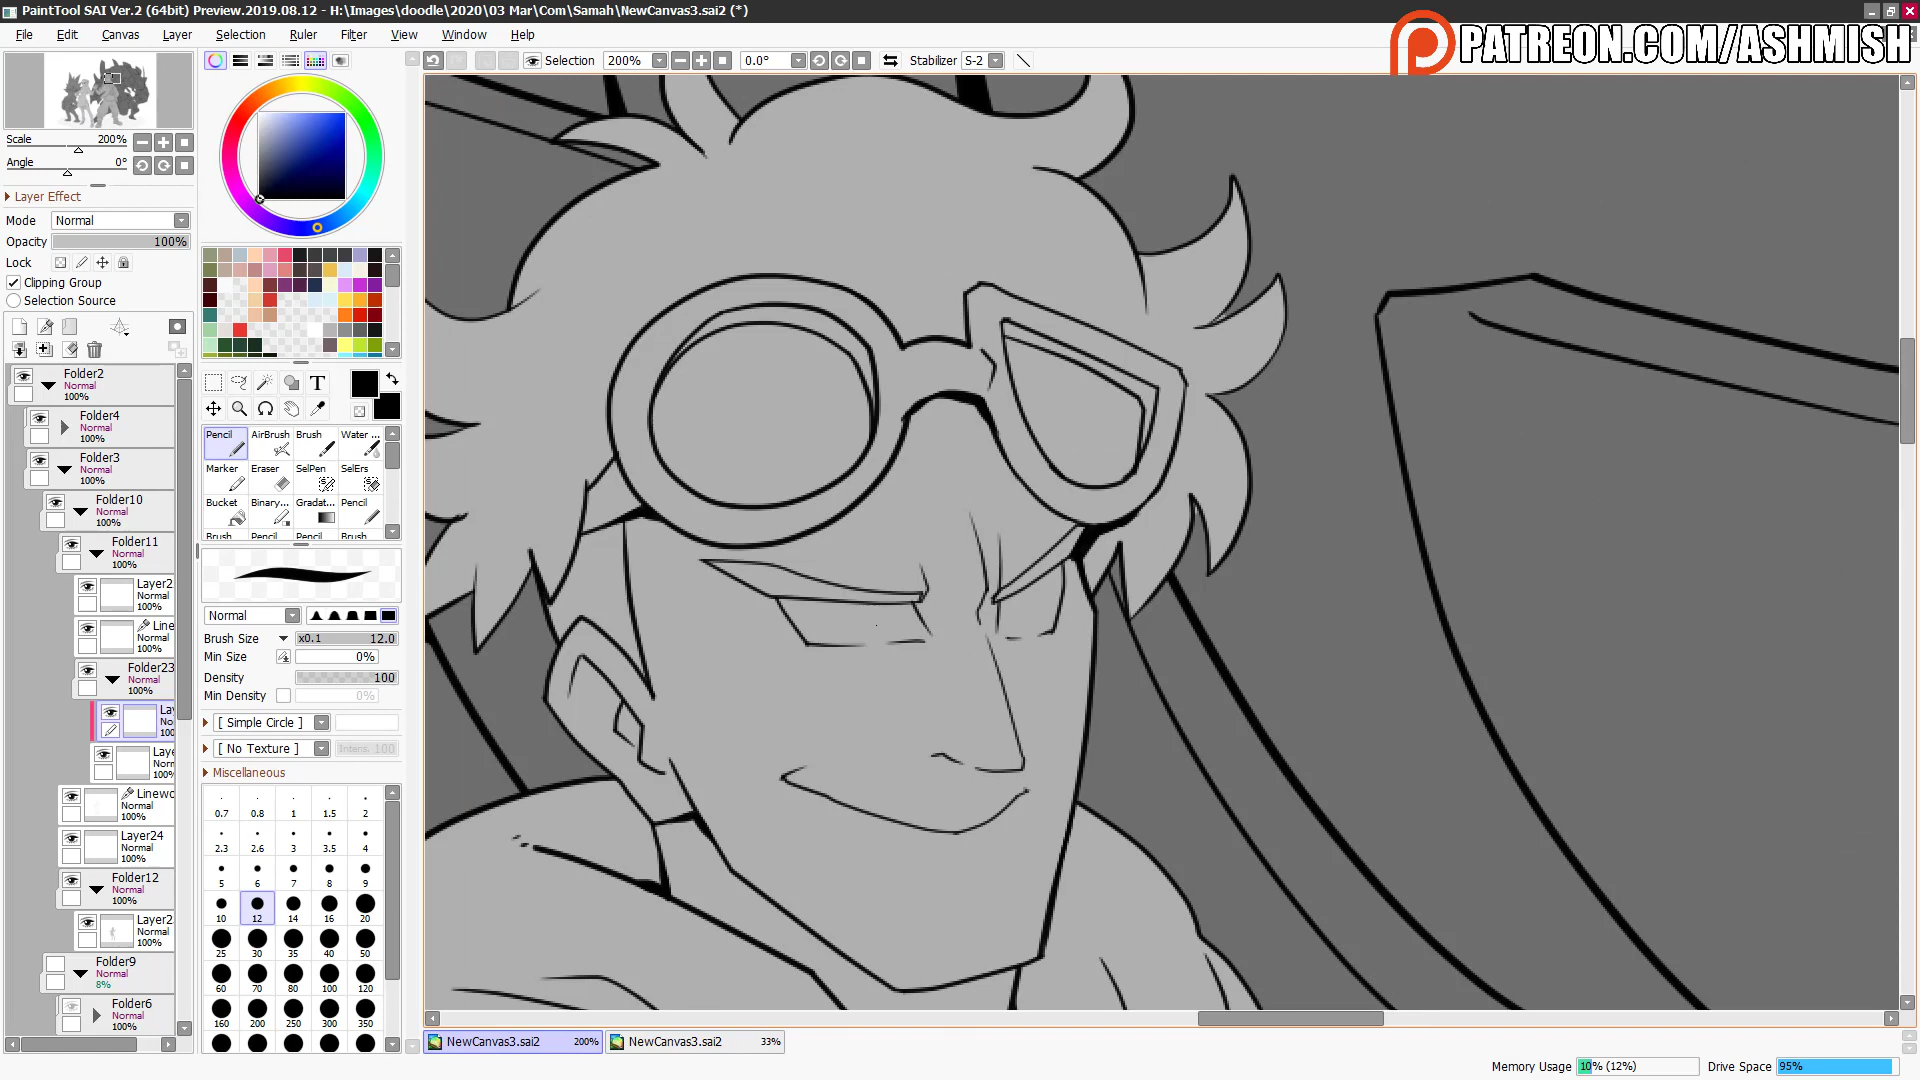 PaintTool SAI Ver.2 (64bit) Preview.2019.08.12 - H:\Images\doodle\2020\03 Mar\Com\Samah\NewCanvas3.sai2 (*)
PATREON.COM/ASHMISH
File Edit Canvas Layer Selection Ruler Filter View Window Help
Selection 200% 0.0° Stabilizer S-2
Scale 200%
Angle 0°
Layer Effect
Mode Normal
Opacity 100%
Lock
Clipping Group
Selection Source
Folder2
Normal
100%
Folder4
Normal
100%
Folder3
Normal
100%
Folder10
Normal
100%
Folder11
Normal
100%
Layer2
Normal
100%
Line
Normal
100%
Folder23
Normal
100%
La
No
100
Laye
Norr
100%
Linewo
Normal
100%
Layer24
Normal
100%
Folder12
Normal
100%
Layer2
Normal
100%
Folder9
Normal
8%
Folder6
Normal
100%
Pencil AirBrush Brush Water ...
Marker Eraser SelPen SelErs
Bucket Binary... Gradat... Pencil
Brush Pencil Pencil Brush
Normal
Brush Size x0.1 12.0
Min Size 0%
Density 100
Min Density 0%
[ Simple Circle ]
[ No Texture ] Intens. 100
Miscellaneous
0.7 0.8 1 1.5 2
2.3 2.6 3 3.5 4
5 6 7 8 9
10 12 14 16 20
25 30 35 40 50
60 70 80 100 120
160 200 250 300 350
NewCanvas3.sai2 200% NewCanvas3.sai2 33%
Memory Usage 10% (12%) Drive Space 95%